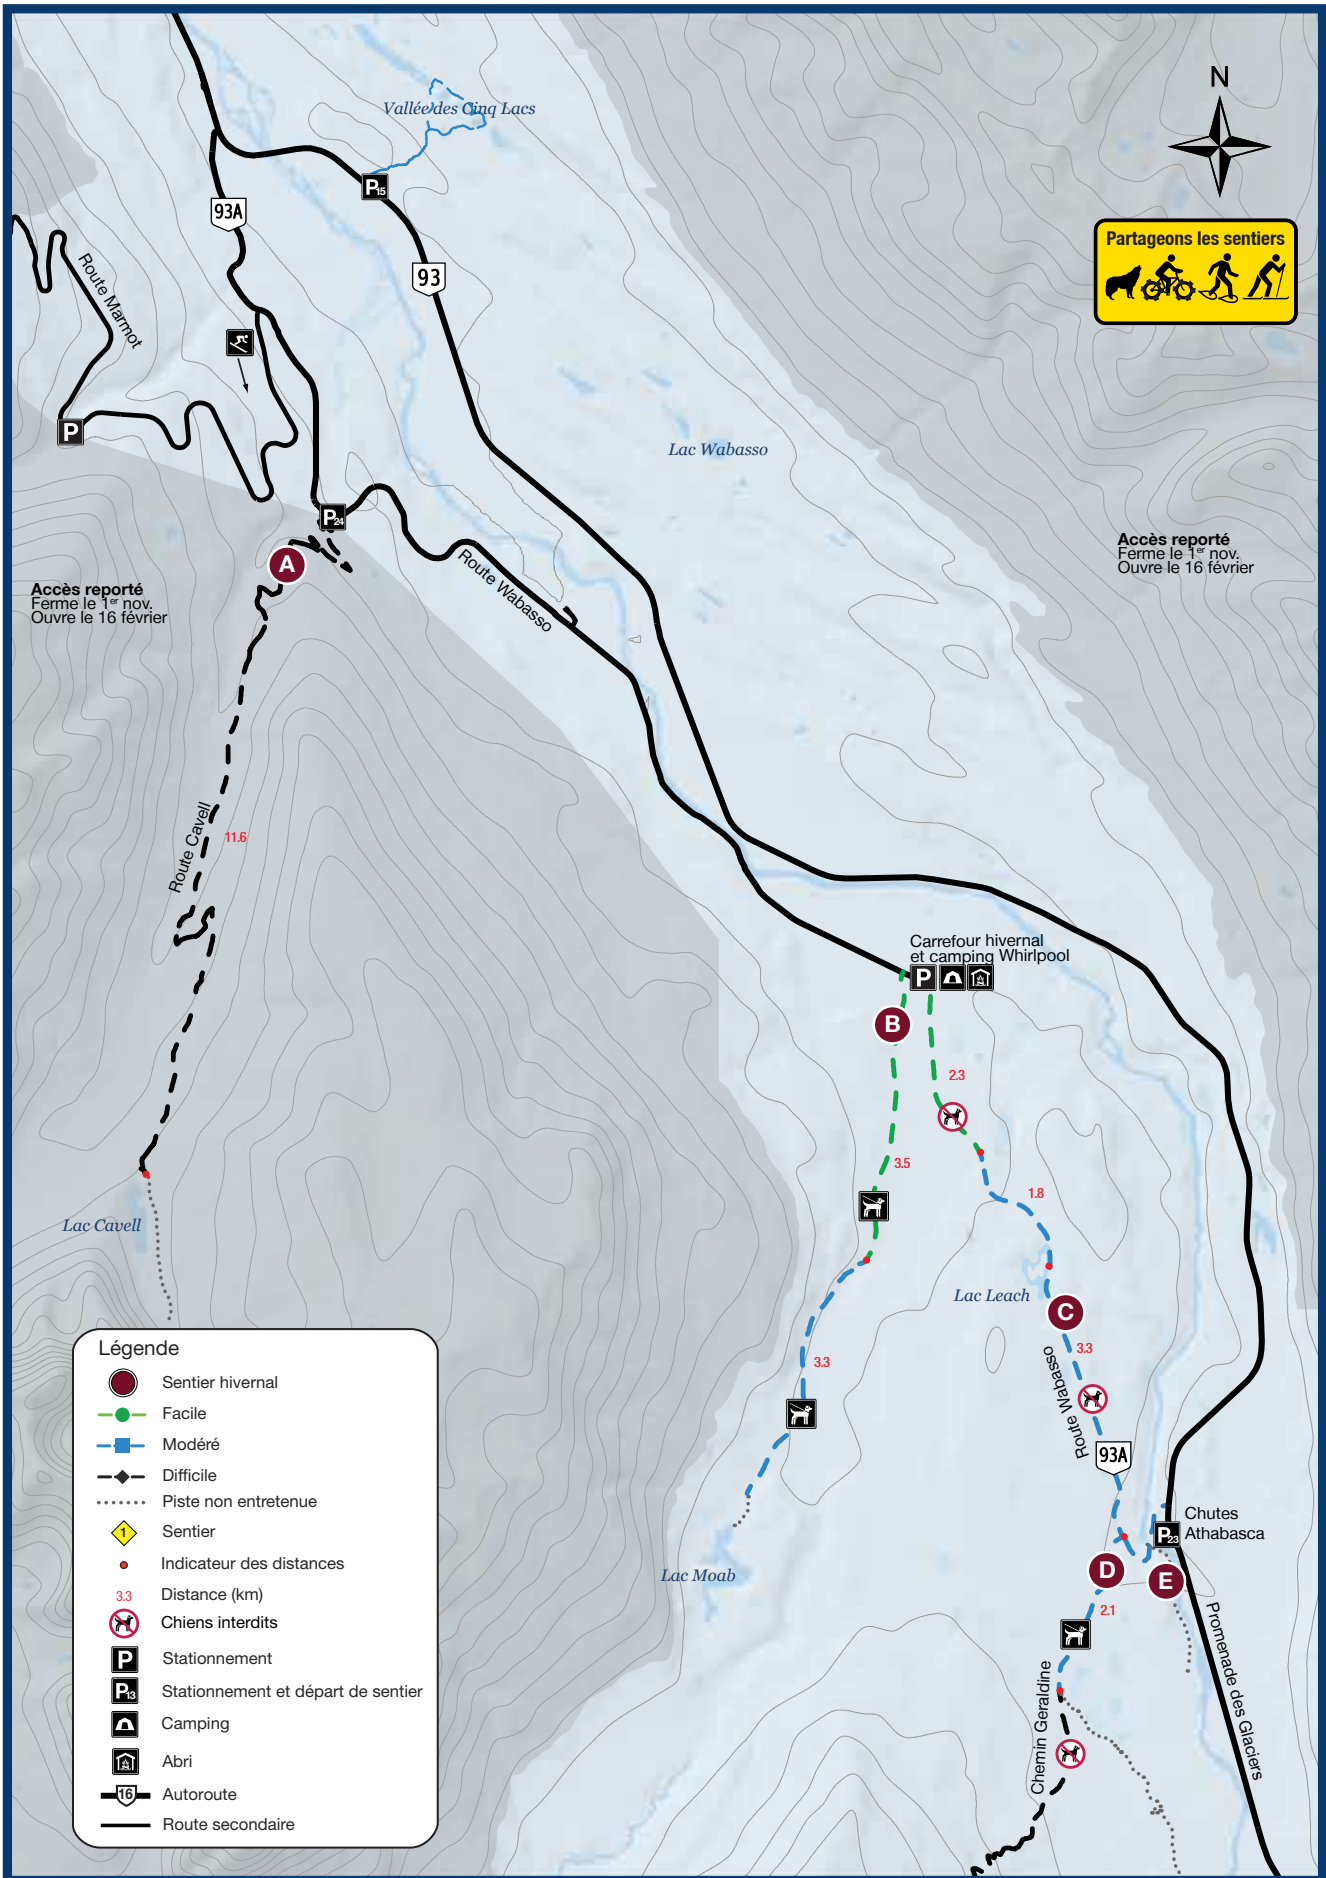 N
Vallée des Cinq Lacs
P15
93A
93
Partageons les sentiers
Route Marmot
P
Lac Wabasso
P24
A
Route Wabasso
Accès reporté
Ferme le 1er nov.
Ouvre le 16 février
Accès reporté
Ferme le 1er nov.
Ouvre le 16 février
Route Cavell
11.6
Carrefour hivernal
et camping Whirlpool
P
B
2.3
3.5
1.8
Lac Cavell
Lac Leach
C
3.3
3.3
Route Wabasso
93A
Chutes
Athabasca
P23
D
E
Lac Moab
2.1
Chemin Geraldine
Promenade des Glaciers
Légende
Sentier hivernal
Facile
Modéré
Difficile
Piste non entretenue
1 Sentier
Indicateur des distances
3.3 Distance (km)
Chiens interdits
P Stationnement
P13 Stationnement et départ de sentier
Camping
Abri
16 Autoroute
Route secondaire